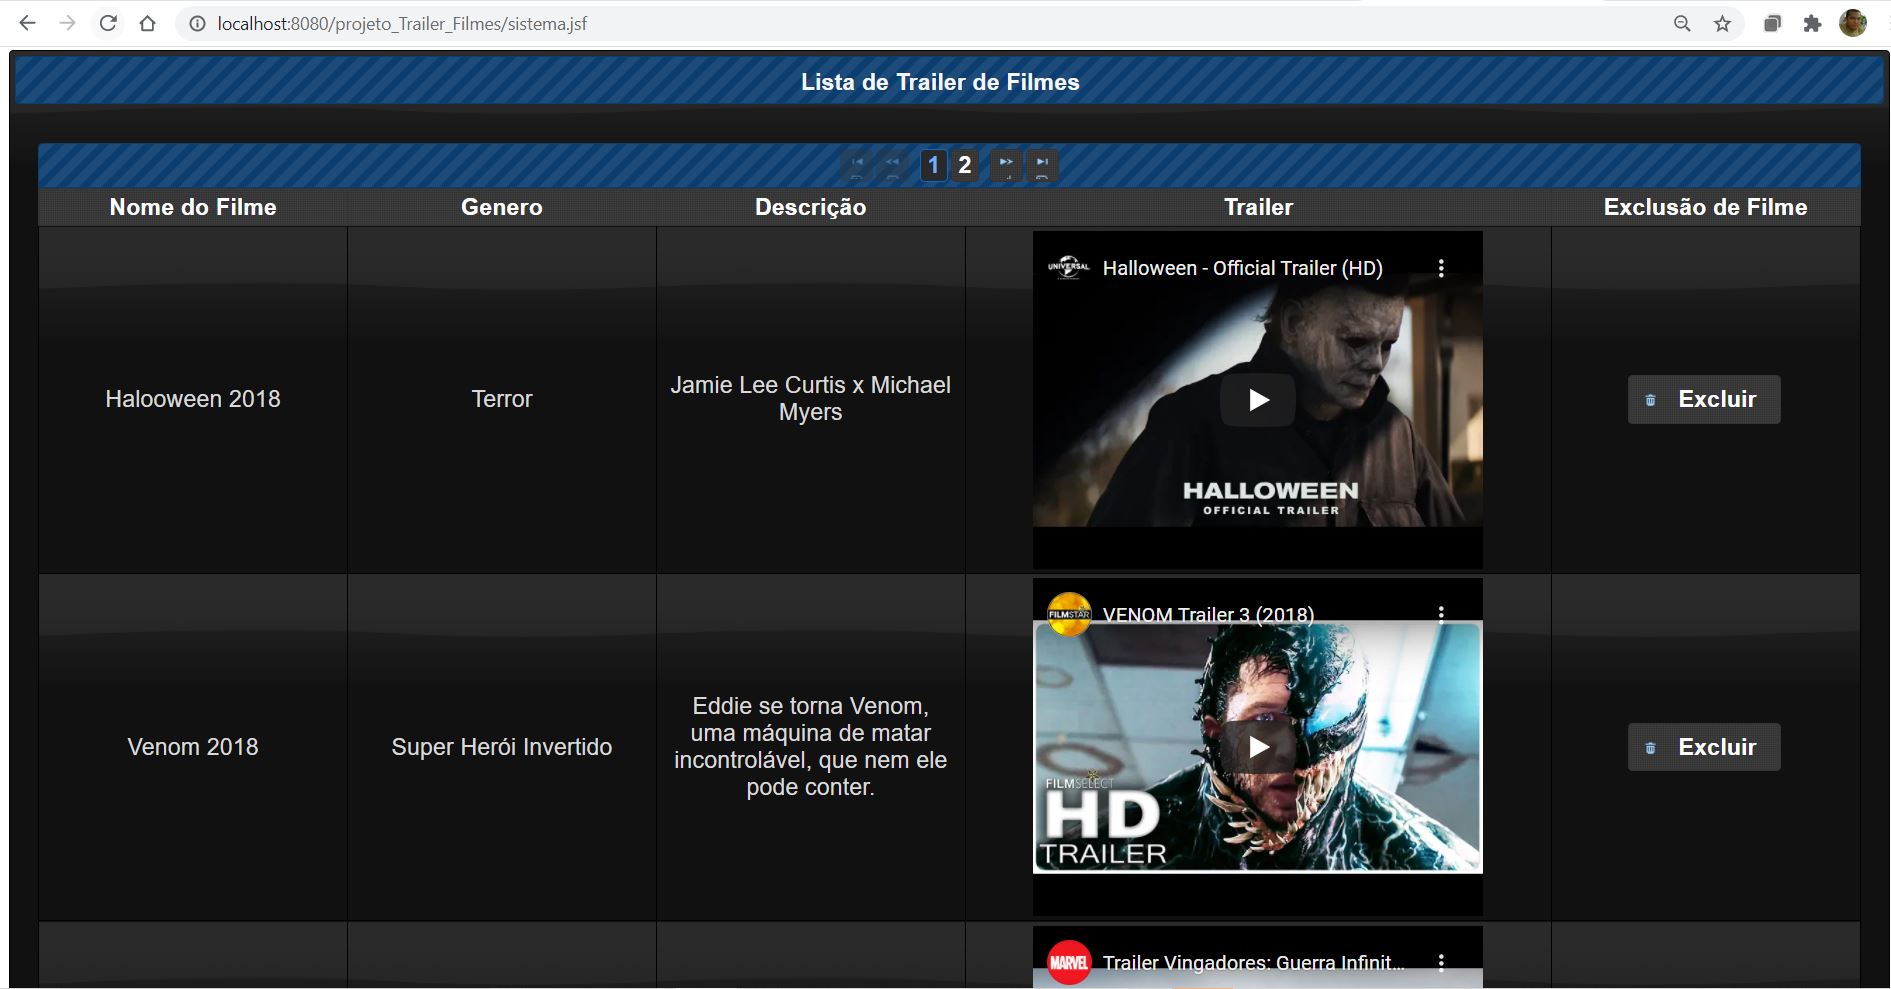 localhost:8080/projeto_Trailer_Filmes/sistema.jsf
Lista de Trailer de Filmes
1 2
Nome do Filme Genero Descrição Trailer Exclusão de Filme
UNIVERSAL Halloween - Official Trailer (HD)
Halooween 2018
Terror
Jamie Lee Curtis x Michael
Myers
HALLOWEEN
OFFICIAL TRAILER
Excluir
FILMSTAR VENOM Trailer 3 (2018)
Venom 2018
Super Herói Invertido
Eddie se torna Venom,
uma máquina de matar
incontrolável, que nem ele
pode conter.
FILMSELECT
HD
TRAILER
Excluir
MARVEL Trailer Vingadores: Guerra Infinit...